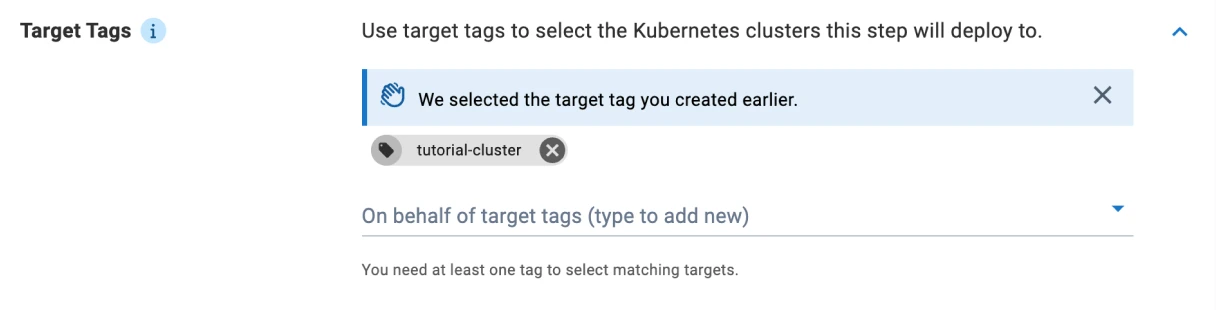 Target Tags i
Use target tags to select the Kubernetes clusters this step will deploy to.
We selected the target tag you created earlier.
tutorial-cluster
On behalf of target tags (type to add new)
You need at least one tag to select matching targets.